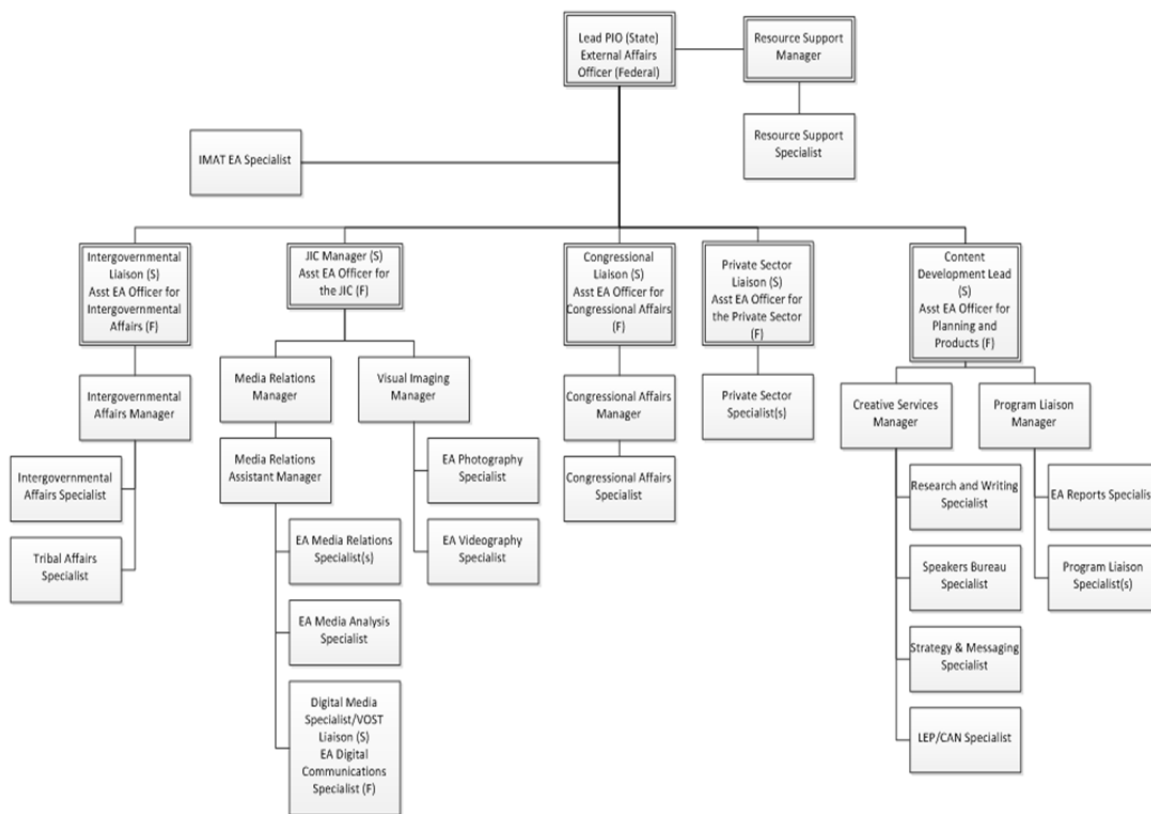 Lead PIO (State)
External Affairs
Officer (Federal)
Resource Support
Manager
Resource Support
Specialist
IMAT EA Specialist
Intergovernmental
Liaison (S)
Asst EA Officer for
Intergovernmental
Affairs (F)
JIC Manager (S)
Asst EA Officer for
the JIC (F)
Congressional
Liaison (S)
Asst EA Officer for
Congressional Affairs
(F)
Private Sector
Liaison (S)
Asst EA Officer for
the Private Sector
(F)
Content
Development Lead
(S)
Asst EA Officer for
Planning and
Products (F)
Intergovernmental
Affairs Manager
Media Relations
Manager
Visual Imaging
Manager
Congressional Affairs
Manager
Private Sector
Specialist(s)
Creative Services
Manager
Program Liaison
Manager
Intergovernmental
Affairs Specialist
Tribal Affairs
Specialist
Media Relations
Assistant Manager
EA Photography
Specialist
EA Videography
Specialist
EA Media Relations
Specialist(s)
EA Media Analysis
Specialist
Digital Media
Specialist/VOST
Liaison (S)
EA Digital
Communications
Specialist (F)
Congressional Affairs
Specialist
Research and Writing
Specialist
Speakers Bureau
Specialist
Strategy & Messaging
Specialist
LEP/CAN Specialist
EA Reports Specialist
Program Liaison
Specialist(s)